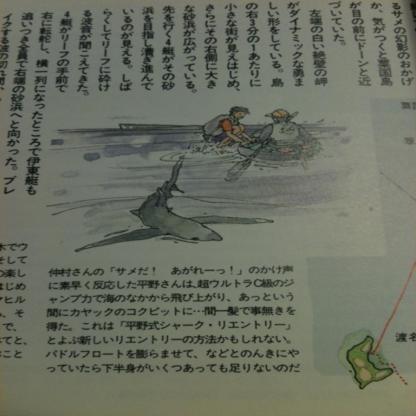 るサメの幻影のおかげ
か、気がつくと粟国島
が目の前にドーンと近
づいていた。
左端の白い絶壁の岬
がダイナミックな勇ま
しい形をしている。島
の右3分の1あたりに
小さな街が見えはじめ、
さらにその右側に大き
な砂浜が広がっている。
先を行く4艇がその砂
浜を目指し漕ぎ進んで
いるのが見える。しば
らくしてリーフに砕け
る波音が聞こえてきた。
4艇がリーフの手前で
右に転舵し、横一列になったところで伊東艇も
追いつき全員で右端の砂浜へと向かった。ブレ
仲村さんの「サメだ! あがれーっ!」のかけ声
に素早く反応した平野さんは、超ウルトラC級のジ
ャンプ力で海のなかから飛び上がり、あっという
間にカヤックのコクピットに…間一髪で事無きを
得た。これは「平野式シャーク・リエントリー」
とよぶ新しいリエントリーの方法かもしれない。
パドルフロートを膨らませて、などとのんきにや
っていたら下半身がいくつあっても足りないのだ
渡名